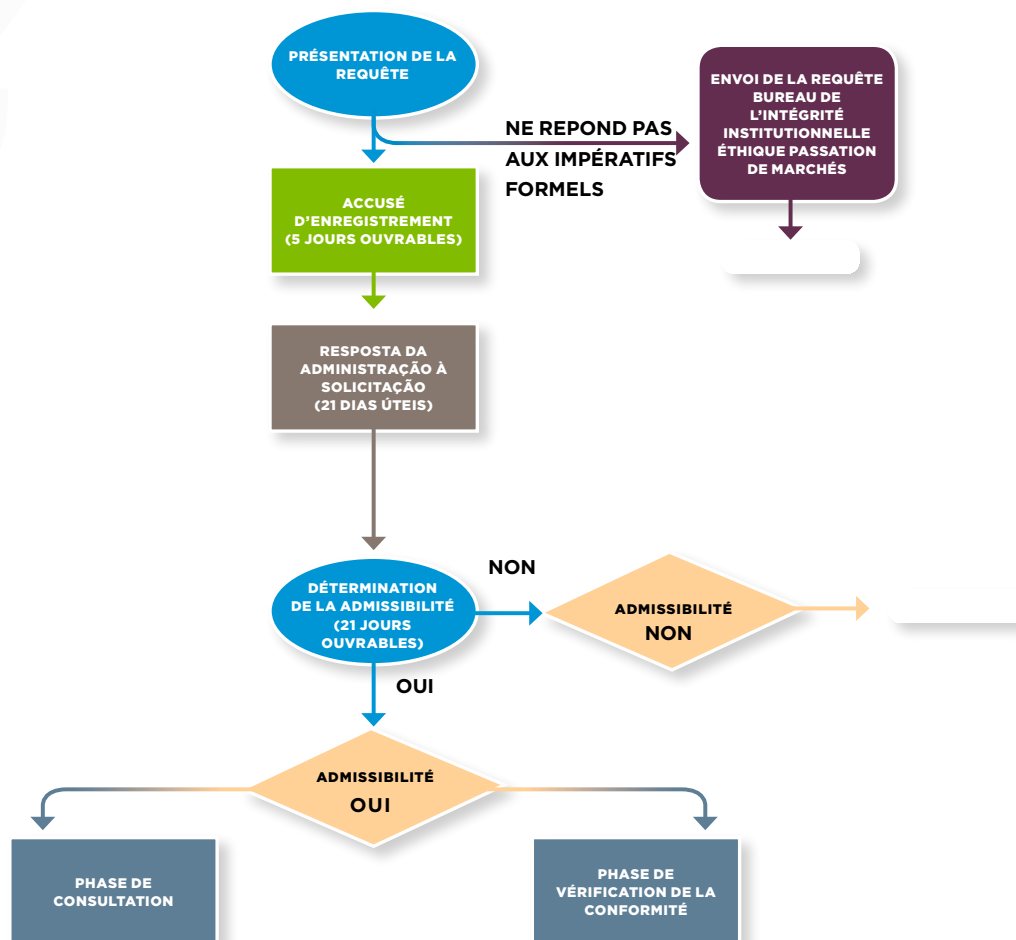 PRÉSENTATION DE LA
REQUÊTE
NE REPOND PAS
AUX IMPÉRATIFS
FORMELS
ENVOI DE LA REQUÊTE
BUREAU DE
L'INTÉGRITÉ
INSTITUTIONNELLE
ÉTHIQUE PASSATION
DE MARCHÉS
ACCUSÉ
D'ENREGISTREMENT
(5 JOURS OUVRABLES)
RESPOSTA DA
ADMINISTRAÇÃO À
SOLICITAÇÃO
(21 DIAS ÚTEIS)
DÉTERMINATION
DE LA ADMISSIBILITÉ
(21 JOURS
OUVRABLES)
NON
ADMISSIBILITÉ
NON
OUI
ADMISSIBILITÉ
OUI
PHASE DE
CONSULTATION
PHASE DE
VÉRIFICATION DE LA
CONFORMITÉ